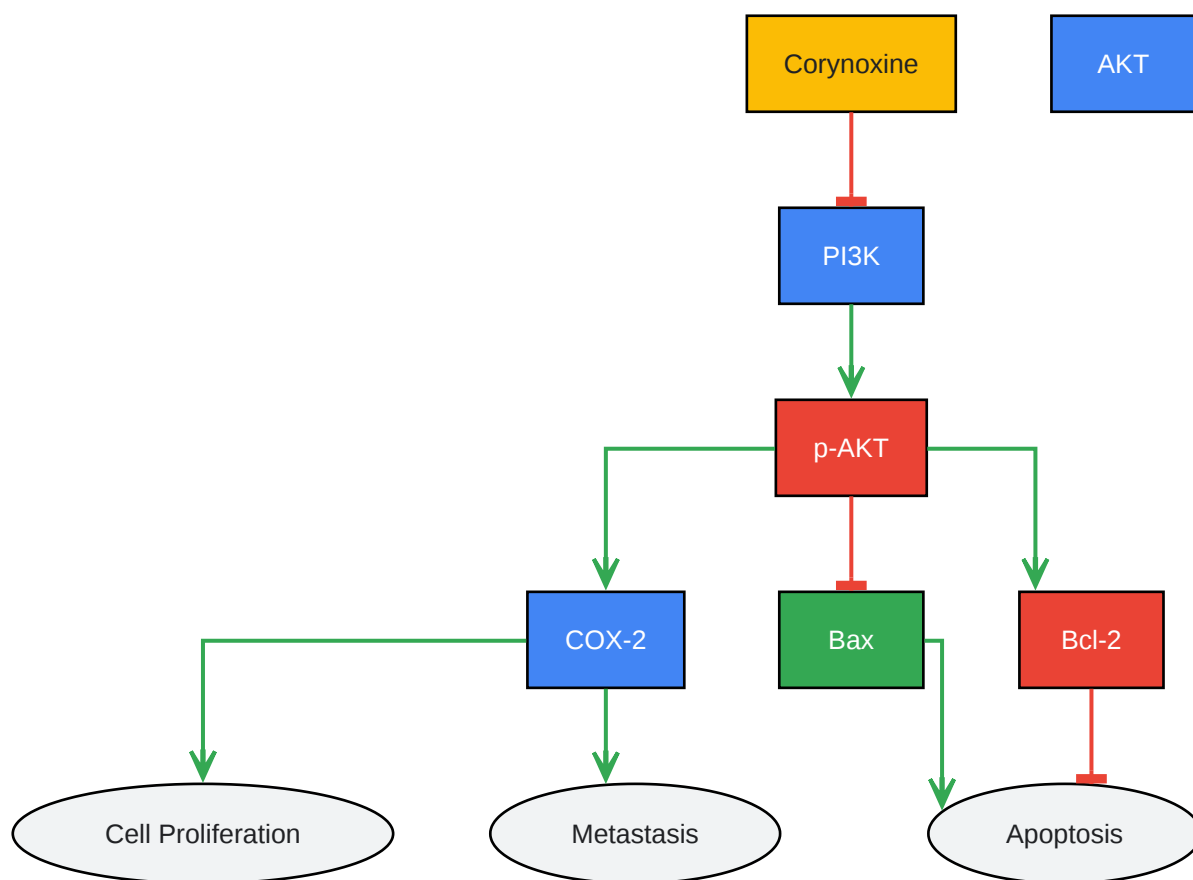 Corynoxine
AKT
PI3K
p-AKT
COX-2
Bax
Bcl-2
Cell Proliferation
Metastasis
Apoptosis